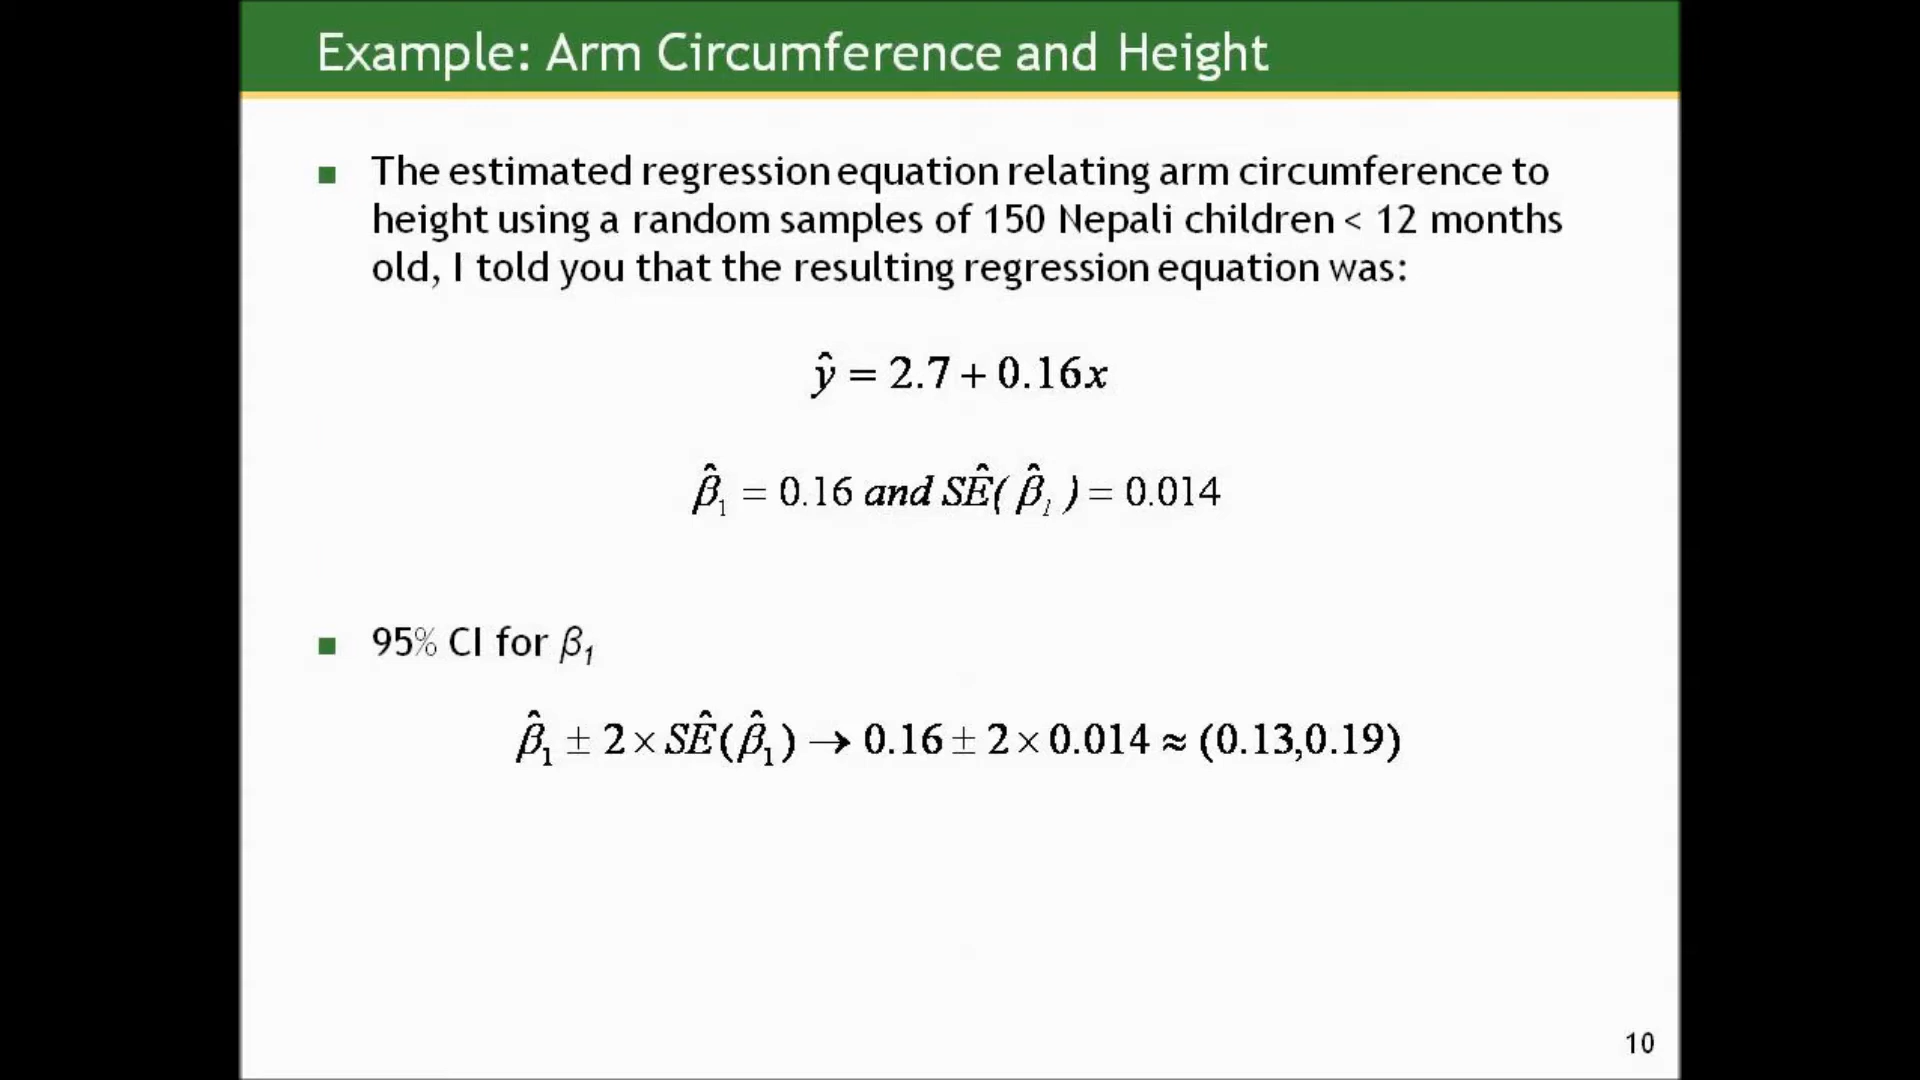 Example: Arm Circumference and Height
The estimated regression equation relating arm circumference to
height using a random samples of 150 Nepali children < 12 months
old, I told you that the resulting regression equation was:
ŷ = 2.7 + 0.16x
β̂₁ = 0.16 and SÊ( β̂₁ ) = 0.014
95% CI for β₁
β̂₁ ± 2 × SÊ(β̂₁) → 0.16 ± 2 × 0.014 ≈ (0.13,0.19)
10